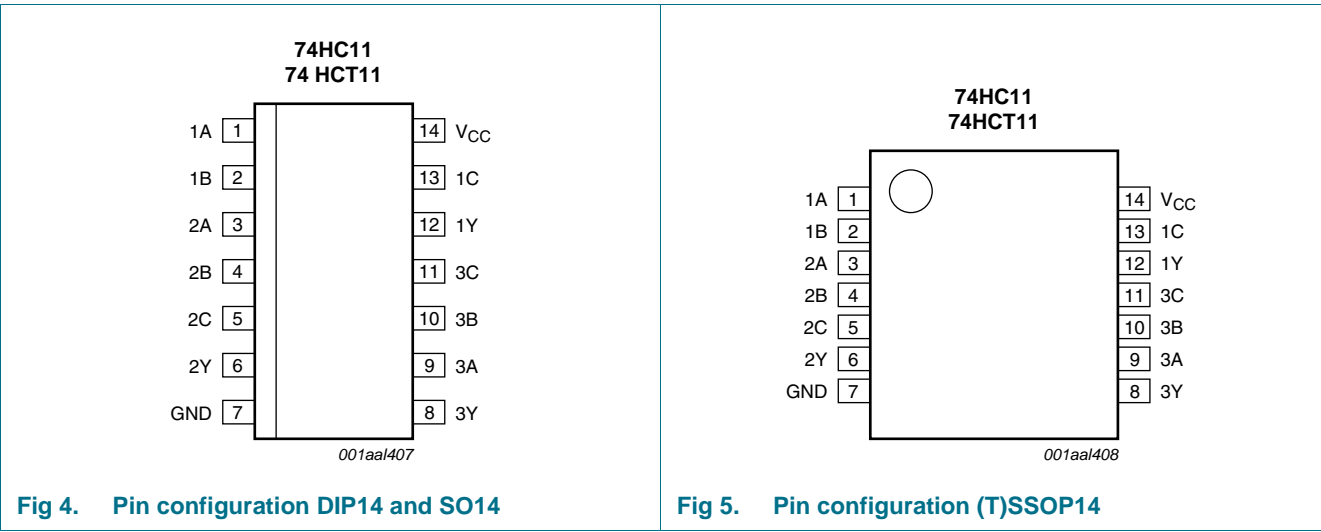 74HC11
74 HCT11
1A 1 14 VCC
1B 2 13 1C
2A 3 12 1Y
2B 4 11 3C
2C 5 10 3B
2Y 6 9 3A
GND 7 8 3Y
001aal407
Fig 4. Pin configuration DIP14 and SO14
74HC11
74HCT11
1A 1 14 VCC
1B 2 13 1C
2A 3 12 1Y
2B 4 11 3C
2C 5 10 3B
2Y 6 9 3A
GND 7 8 3Y
001aal408
Fig 5. Pin configuration (T)SSOP14